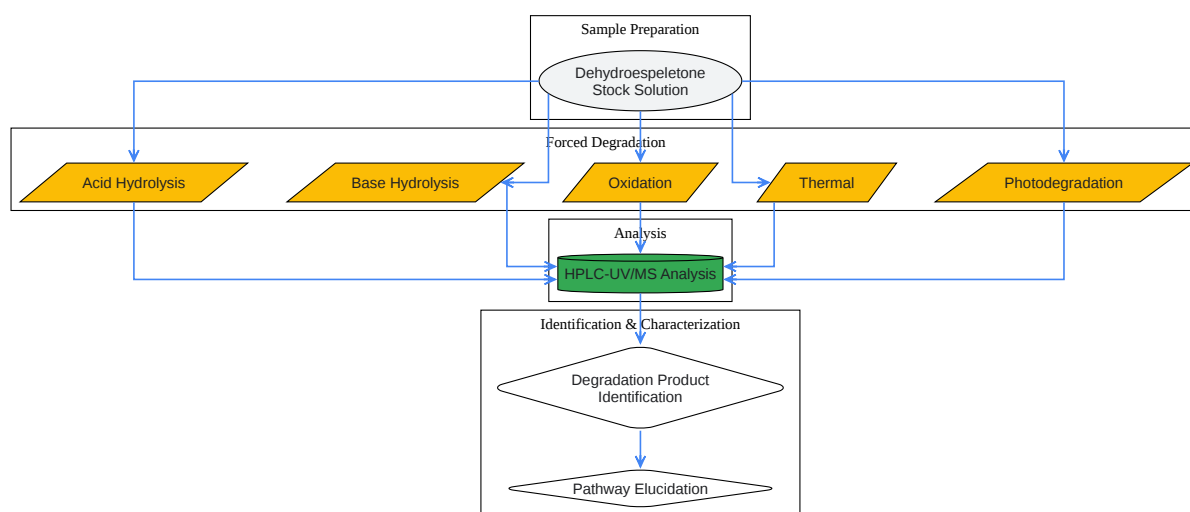 Sample Preparation
Dehydroespeletone
Stock Solution
Forced Degradation
Acid Hydrolysis
Base Hydrolysis
Oxidation
Thermal
Photodegradation
Analysis
HPLC-UV/MS Analysis
Identification & Characterization
Degradation Product
Identification
Pathway Elucidation